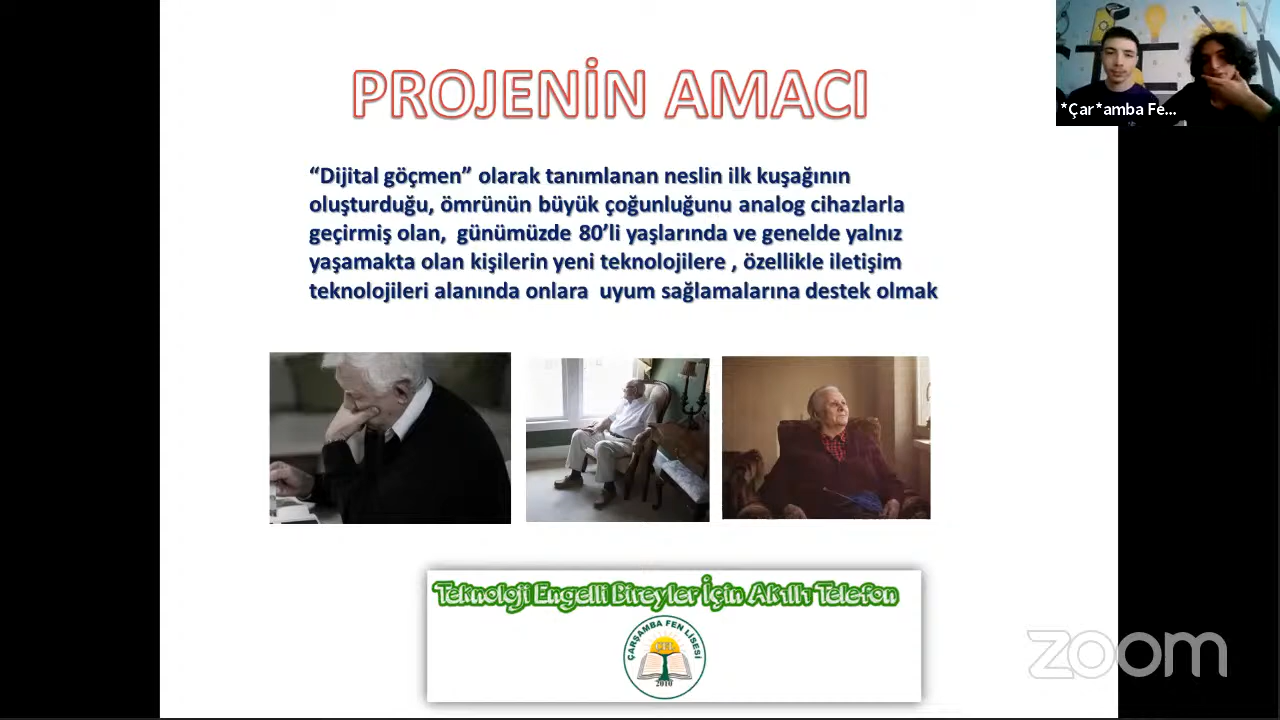 PROJENİN AMACI
*Çar*amba Fe...
“Dijital göçmen” olarak tanımlanan neslin ilk kuşağının
oluşturduğu, ömrünün büyük çoğunluğunu analog cihazlarla
geçirmiş olan, günümüzde 80’li yaşlarında ve genelde yalnız
yaşamakta olan kişilerin yeni teknolojilere , özellikle iletişim
teknolojileri alanında onlara uyum sağlamalarına destek olmak
Teknoloji Engelli Bireyler İçin Akıllı Telefon
ÇARŞAMBA FEN LİSESİ
CFL
2010
zoom